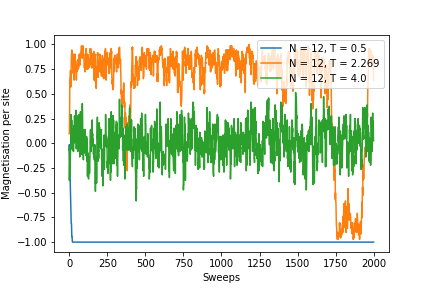 N = 12, T = 0.5
N = 12, T = 2.269
N = 12, T = 4.0
1.00
0.75
0.50
0.25
0.00
−0.25
−0.50
−0.75
−1.00
Magnetisation per site
0 250 500 750 1000 1250 1500 1750 2000
Sweeps